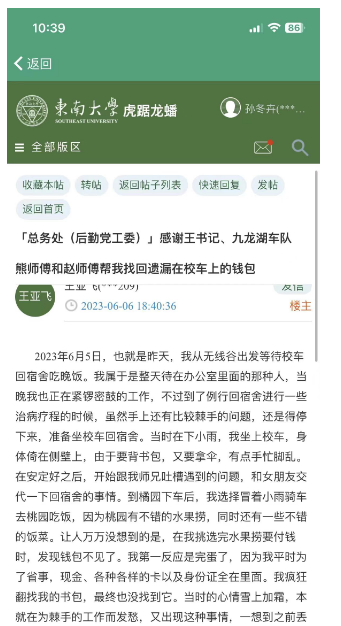 10:39
86
返回
東南大學 虎踞龙蟠
SOUTHEAST UNIVERSITY
孙冬卉(***...
全部版区
收藏本帖 转帖 返回帖子列表 快速回复 发帖
返回首页
「总务处（后勤党工委）」感谢王书记、九龙湖车队
熊师傅和赵师傅帮我找回遗漏在校车上的钱包
王亚飞
王亚飞(***209)
发信
2023-06-06 18:40:36
楼主
2023年6月5日，也就是昨天，我从无线谷出发等待校车
回宿舍吃晚饭。我属于是整天待在办公室里面的那种人，当
晚我也正在紧锣密鼓的工作，不过到了例行回宿舍进行一些
治病疗程的时候，虽然手上还有比较棘手的问题，还是得停
下来，准备坐校车回宿舍。当时在下小雨，我坐上校车，身
体倚在侧壁上，由于要背书包，又要拿伞，有点手忙脚乱。
在安定好之后，开始跟我师兄吐槽遇到的问题，和女朋友交
代一下回宿舍的事情。到橘园下车后，我选择冒着小雨骑车
去桃园吃饭，因为桃园有不错的水果捞，同时还有一些不错
的饭菜。让人万万没想到的是，在我挑选完水果捞要付钱
时，发现钱包不见了。我第一反应是完蛋了，因为我平时为
了省事，现金、各种各样的卡以及身份证全在里面。我疯狂
翻找我的书包，最终也没找到它。当时的心情雪上加霜，本
就在为棘手的工作而发愁，又出现这种事情，一想到之前丢